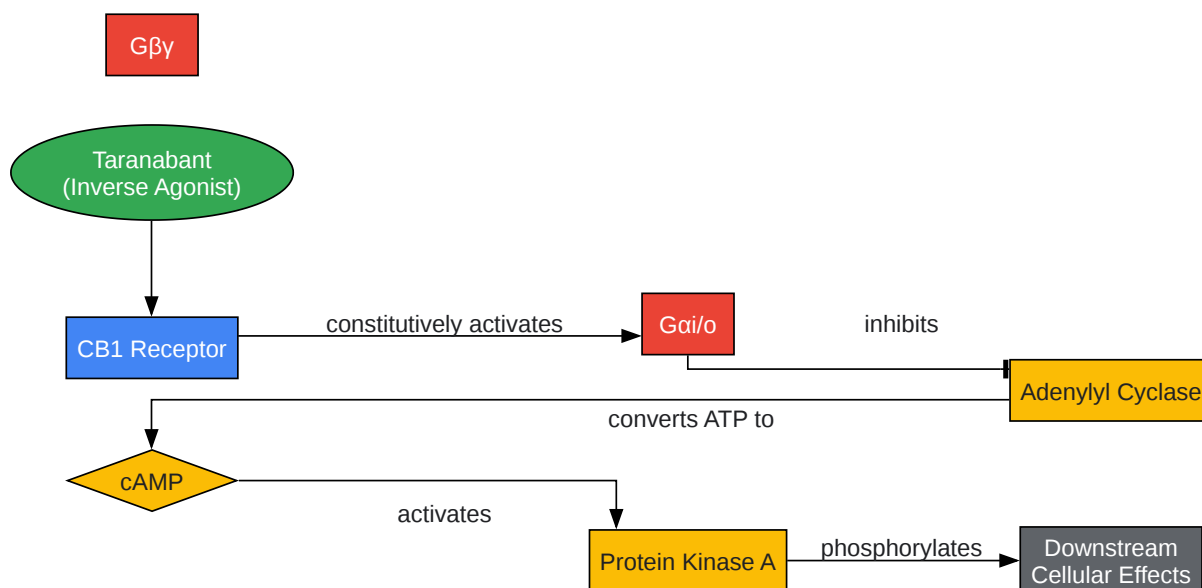 Gβγ
Taranabant
(Inverse Agonist)
CB1 Receptor
constitutively activates
Gαi/o
inhibits
Adenylyl Cyclase
converts ATP to
cAMP
activates
Protein Kinase A
phosphorylates
Downstream
Cellular Effects